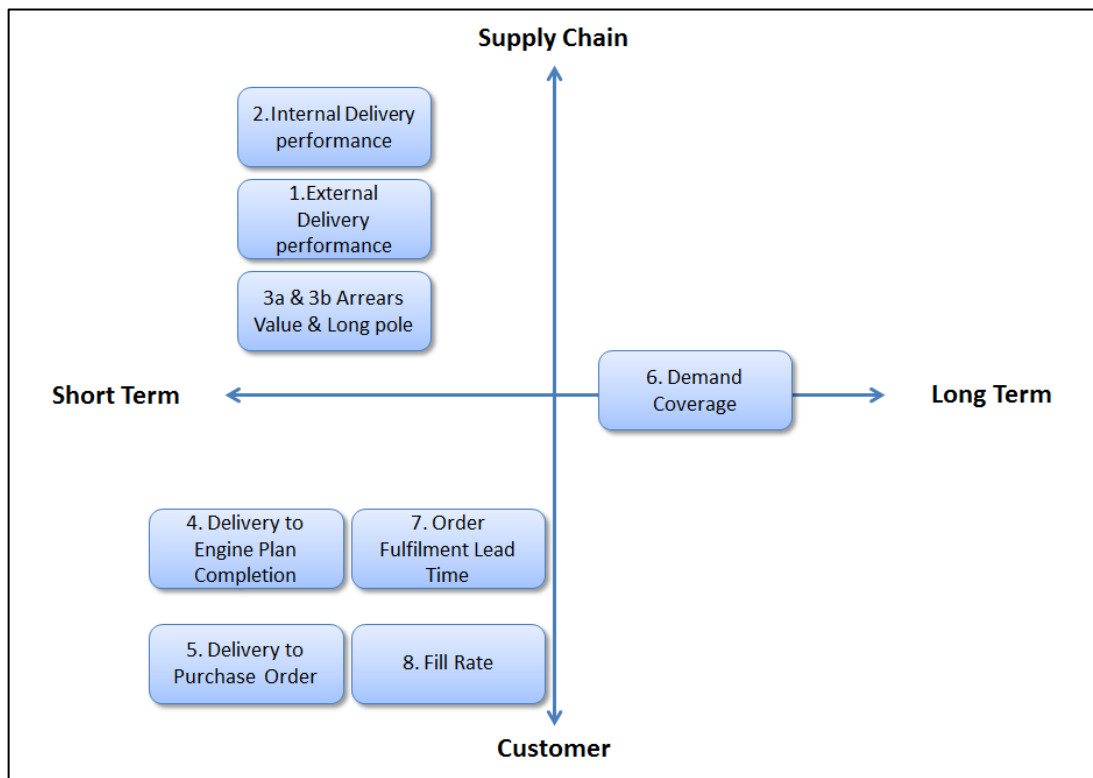 Supply Chain
2.Internal Delivery
performance
1.External
Delivery
performance
3a & 3b Arrears
Value & Long pole
Short Term
6. Demand
Coverage
Long Term
4. Delivery to
Engine Plan
Completion
7. Order
Fulfilment Lead
Time
5. Delivery to
Purchase Order
8. Fill Rate
Customer